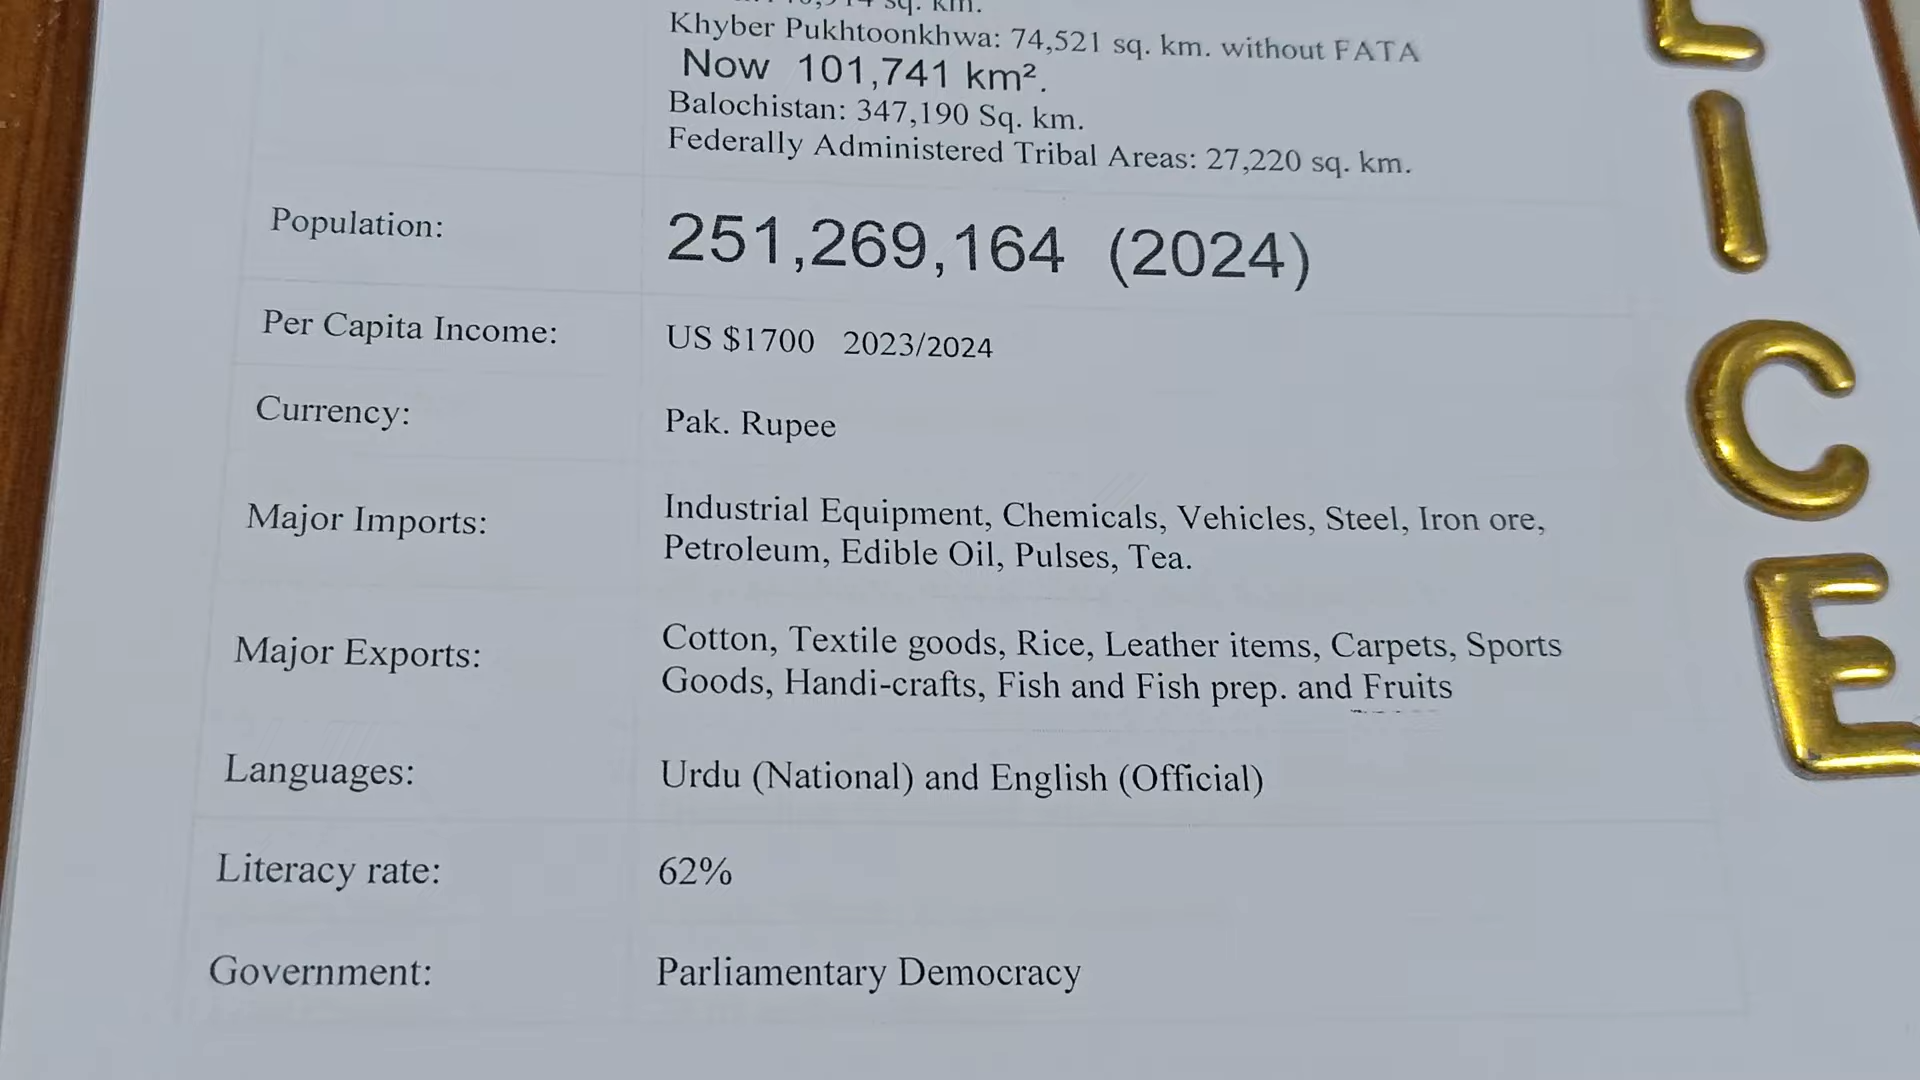 sq. km.
Khyber Pukhtoonkhwa: 74,521 sq. km. without FATA
Now 101,741 km².
Balochistan: 347,190 Sq. km.
Federally Administered Tribal Areas: 27,220 sq. km.
Population: 251,269,164 (2024)
Per Capita Income: US $1700 2023/2024
Currency: Pak. Rupee
Major Imports: Industrial Equipment, Chemicals, Vehicles, Steel, Iron ore,
Petroleum, Edible Oil, Pulses, Tea.
Major Exports: Cotton, Textile goods, Rice, Leather items, Carpets, Sports
Goods, Handi-crafts, Fish and Fish prep. and Fruits
Languages: Urdu (National) and English (Official)
Literacy rate: 62%
Government: Parliamentary Democracy
L
I
C
E